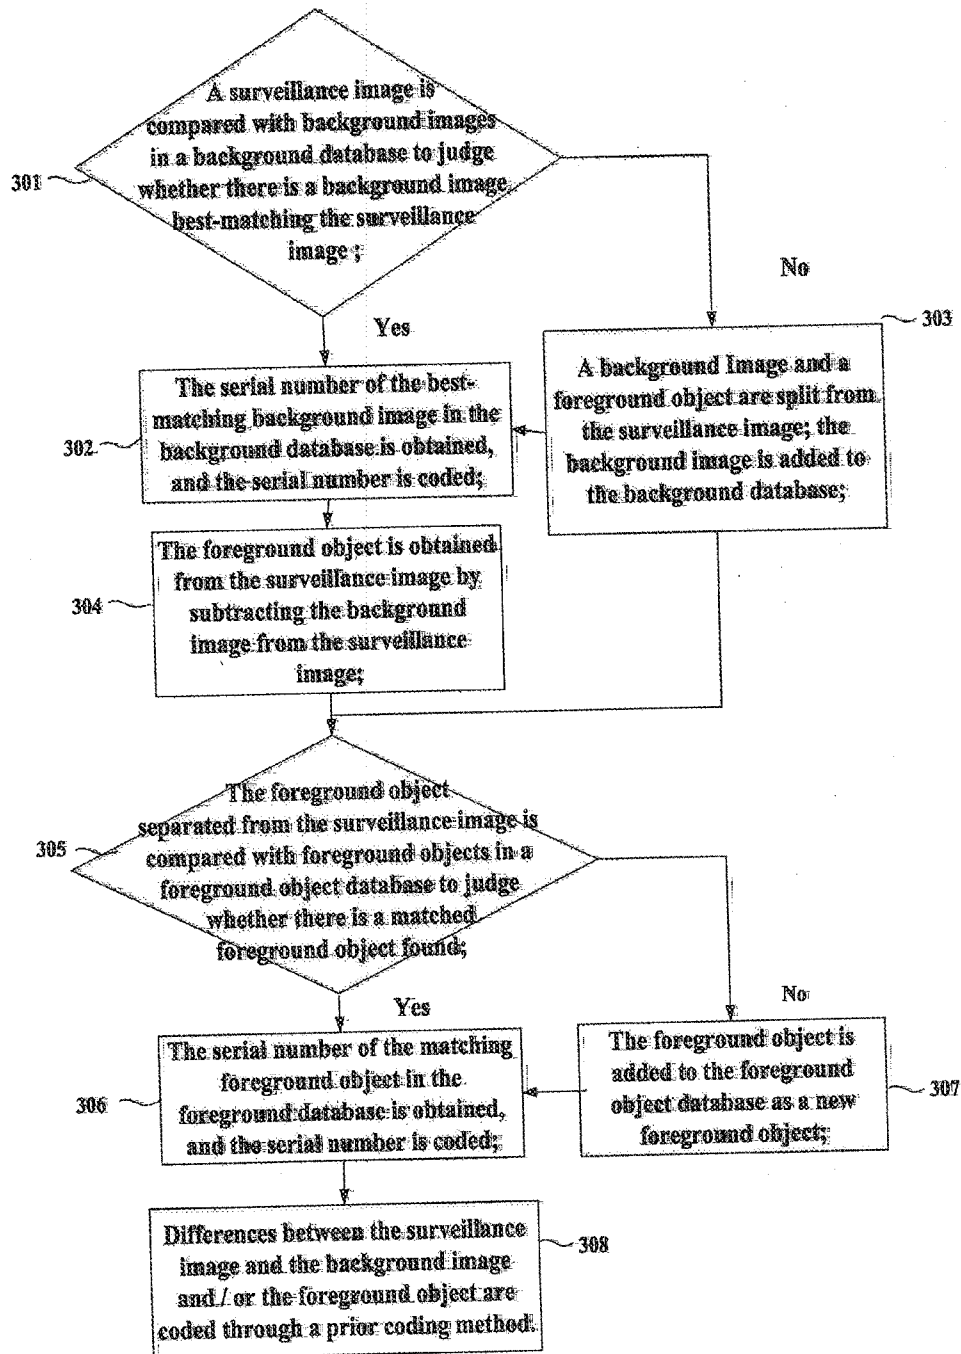 A surveillance image is
compared with background images
in a background database to judge
whether there is a background image
best-matching the surveillance
image ;
301
No
Yes
303
A background Image and a
foreground object are split from
the surveillance image; the
background image is added to
the background database;
The serial number of the best-
matching background image in the
background database is obtained,
and the serial number is coded;
302
The foreground object is obtained
from the surveillance image by
subtracting the background
image from the surveillance
image;
304
The foreground object
separated from the surveillance image is
compared with foreground objects in a
foreground object database to judge
whether there is a matched
foreground object found;
305
Yes
No
The serial number of the matching
foreground object in the
foreground database is obtained,
and the serial number is coded;
306
The foreground object is
added to the foreground
object database as a new
foreground object;
307
Differences between the surveillance
image and the background image
and / or the foreground object are
coded through a prior coding method.
308